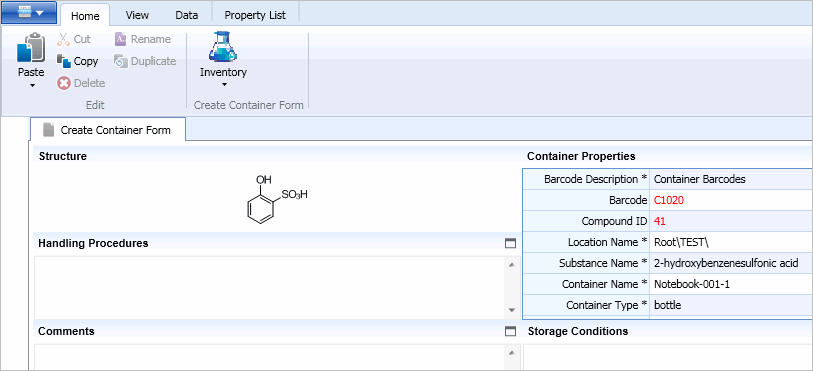 Home View Data Property List
Paste
Cut
Copy
Delete
Rename
Duplicate
Edit
Inventory
Create Container Form
Create Container Form
Structure
OH
SO3H
Handling Procedures
Comments
Container Properties
Barcode Description * Container Barcodes
Barcode C1020
Compound ID 41
Location Name * Root\TEST\
Substance Name * 2-hydroxybenzenesulfonic acid
Container Name * Notebook-001-1
Container Type * bottle
Storage Conditions